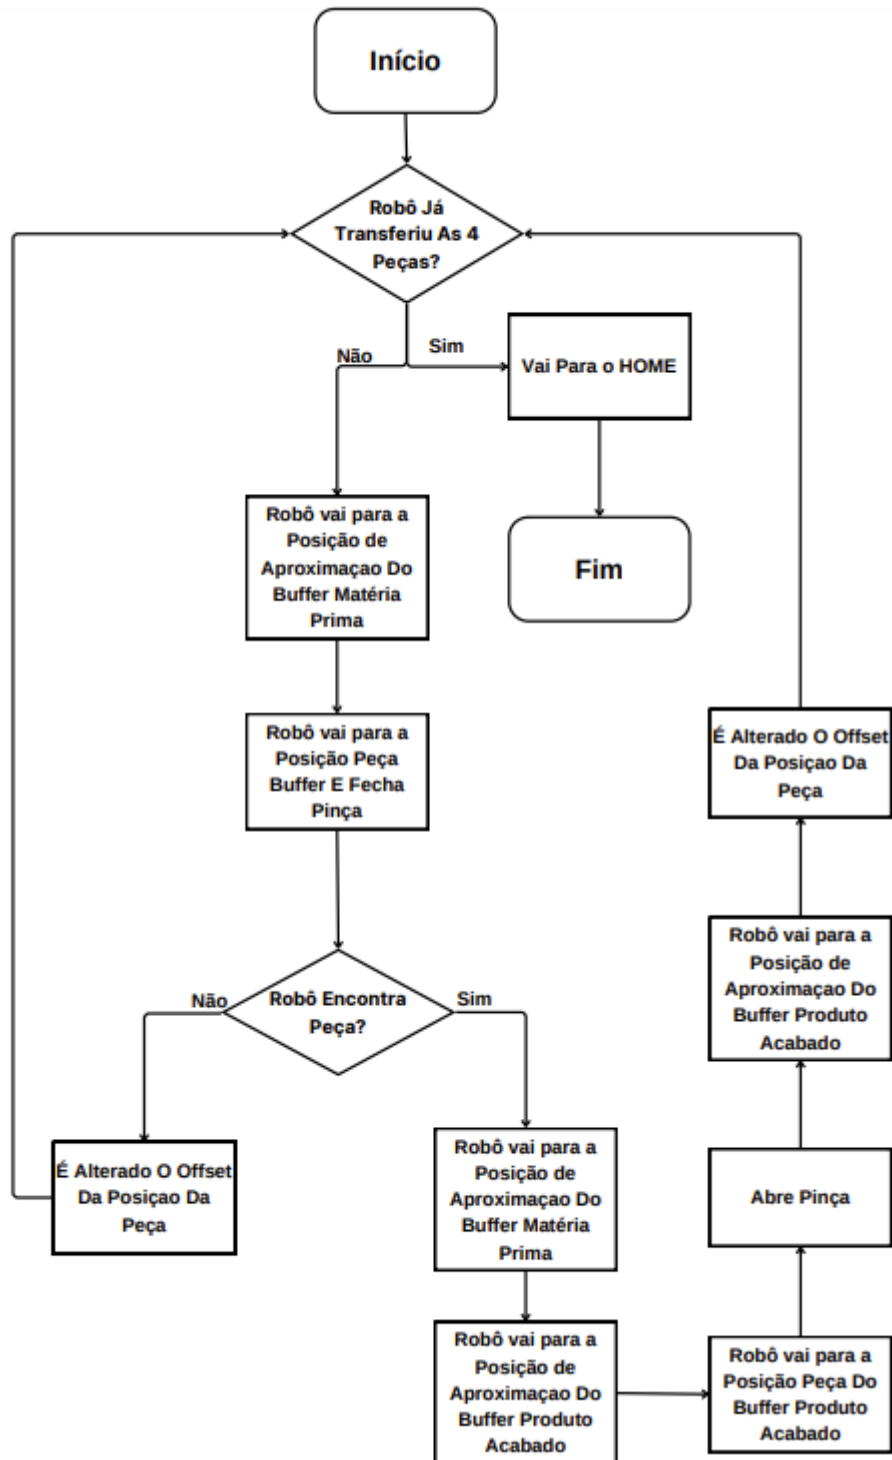 Início
Robô Já
Transferiu As 4
Peças?
Não
Sim
Vai Para o HOME
Fim
Robô vai para a
Posição de
Aproximaçao Do
Buffer Matéria
Prima
Robô vai para a
Posição Peça
Buffer E Fecha
Pinça
Robô Encontra
Peça?
Não
Sim
É Alterado O Offset
Da Posiçao Da
Peça
Robô vai para a
Posição de
Aproximaçao Do
Buffer Matéria
Prima
Robô vai para a
Posição de
Aproximaçao Do
Buffer Produto
Acabado
Robô vai para a
Posição Peça Do
Buffer Produto
Acabado
Abre Pinça
Robô vai para a
Posição de
Aproximaçao Do
Buffer Produto
Acabado
É Alterado O Offset
Da Posiçao Da
Peça